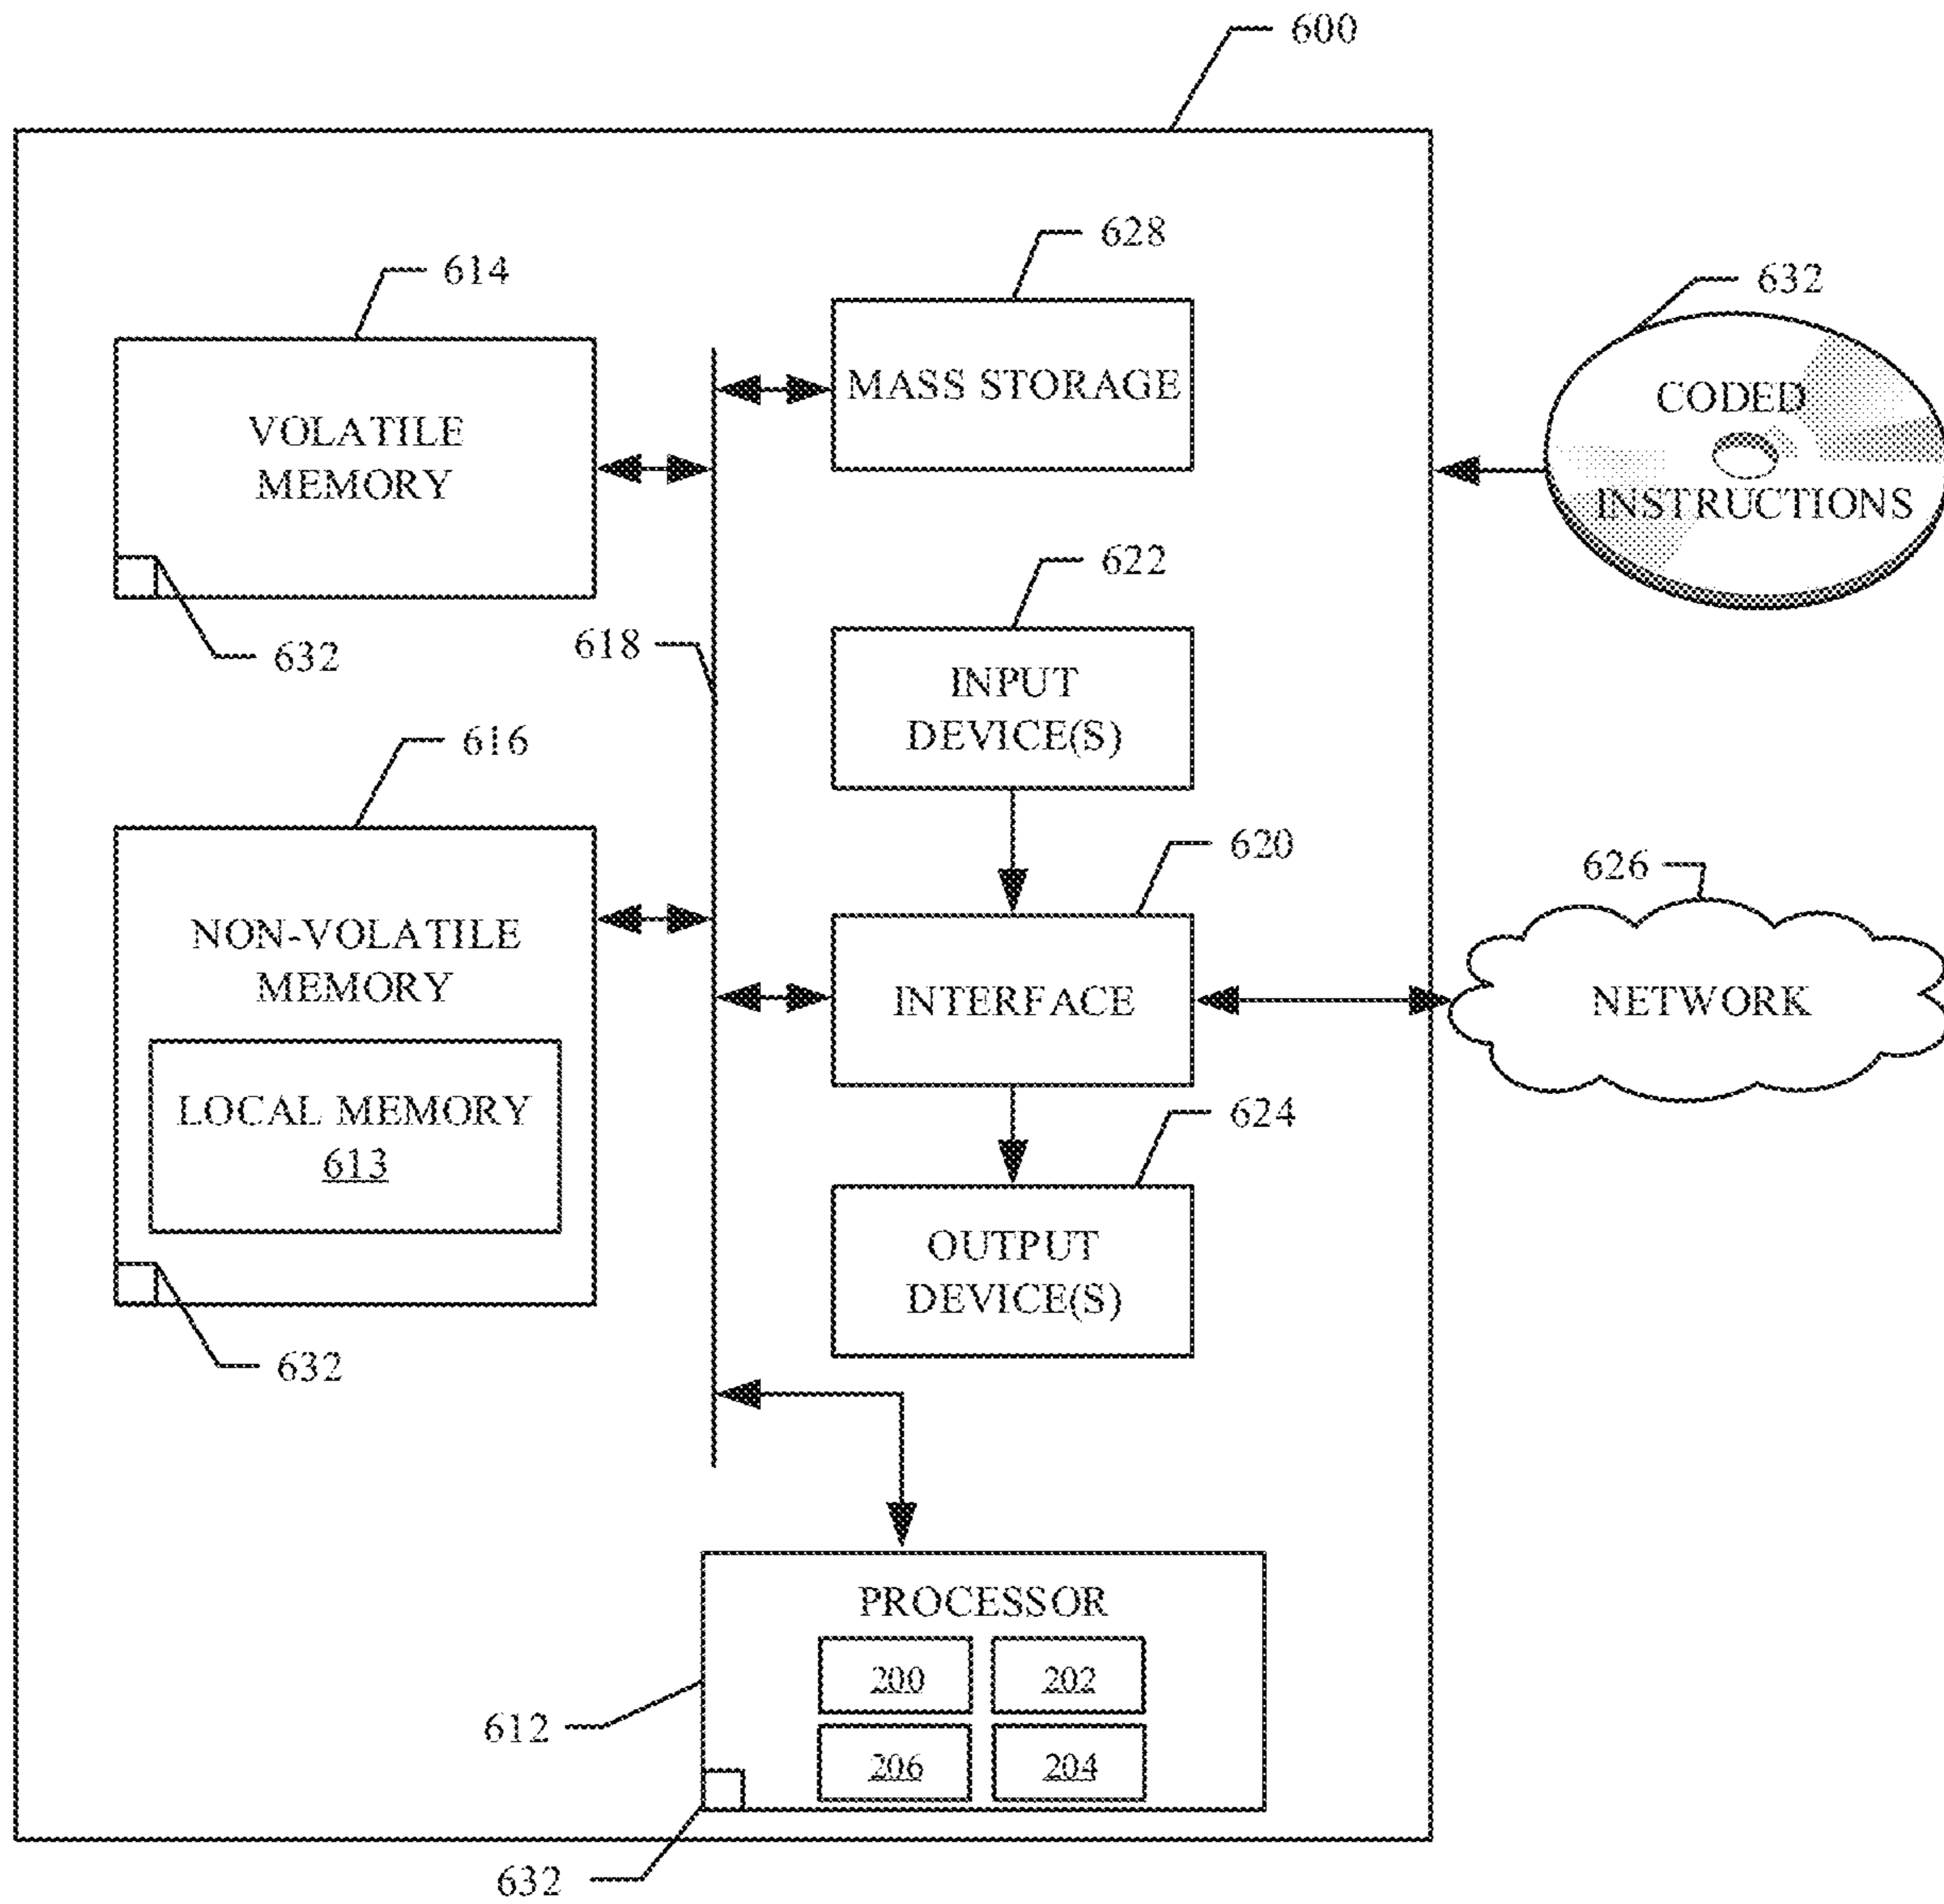 600
628
614
632
MASS STORAGE
VOLATILE
MEMORY
CODED
INSTRUCTIONS
622
618
632
INPUT
DEVICE(S)
616
620
626
NON-VOLATILE
MEMORY
INTERFACE
NETWORK
LOCAL MEMORY
613
624
OUTPUT
DEVICE(S)
632
PROCESSOR
200
202
612
206
204
632